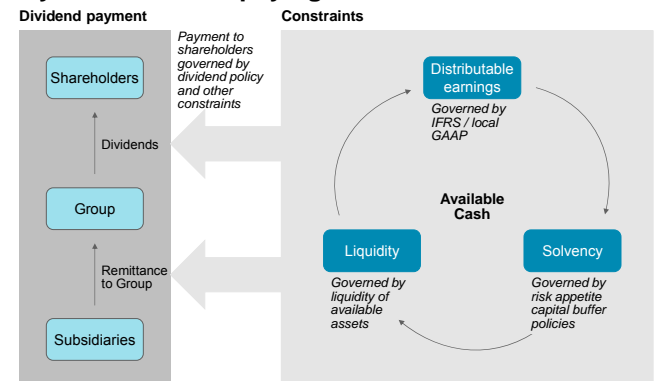 Dividend payment
Constraints
Payment to
shareholders
governed by
dividend policy
and other
constraints
Shareholders
Dividends
Group
Remittance
to Group
Subsidiaries
Distributable
earnings
Governed by
IFRS / local
GAAP
Available
Cash
Liquidity
Governed by
liquidity of
available
assets
Solvency
Governed by
risk appetite
capital buffer
policies